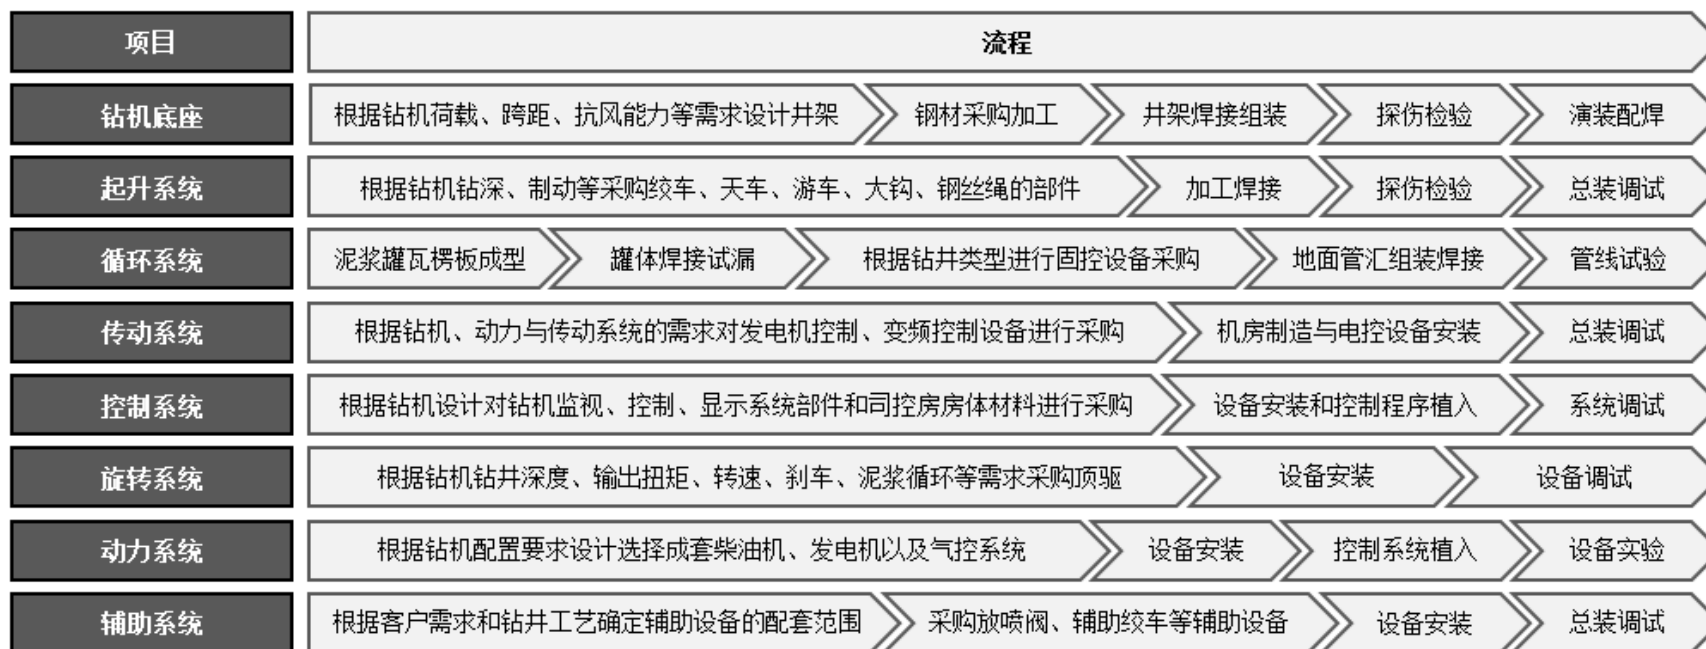 项目 流程
钻机底座 根据钻机荷载、跨距、抗风能力等需求设计井架 钢材采购加工 井架焊接组装 探伤检验 演装配焊
起升系统 根据钻机钻深、制动等采购绞车、天车、游车、大钩、钢丝绳的部件 加工焊接 探伤检验 总装调试
循环系统 泥浆罐瓦楞板成型 罐体焊接试漏 根据钻井类型进行固控设备采购 地面管汇组装焊接 管线试验
传动系统 根据钻机、动力与传动系统的需求对发电机控制、变频控制设备进行采购 机房制造与电控设备安装 总装调试
控制系统 根据钻机设计对钻机监视、控制、显示系统部件和司控房房体材料进行采购 设备安装和控制程序植入 系统调试
旋转系统 根据钻机钻井深度、输出扭矩、转速、刹车、泥浆循环等需求采购顶驱 设备安装 设备调试
动力系统 根据钻机配置要求设计选择成套柴油机、发电机以及气控系统 设备安装 控制系统植入 设备实验
辅助系统 根据客户需求和钻井工艺确定辅助设备的配套范围 采购放喷阀、辅助绞车等辅助设备 设备安装 总装调试